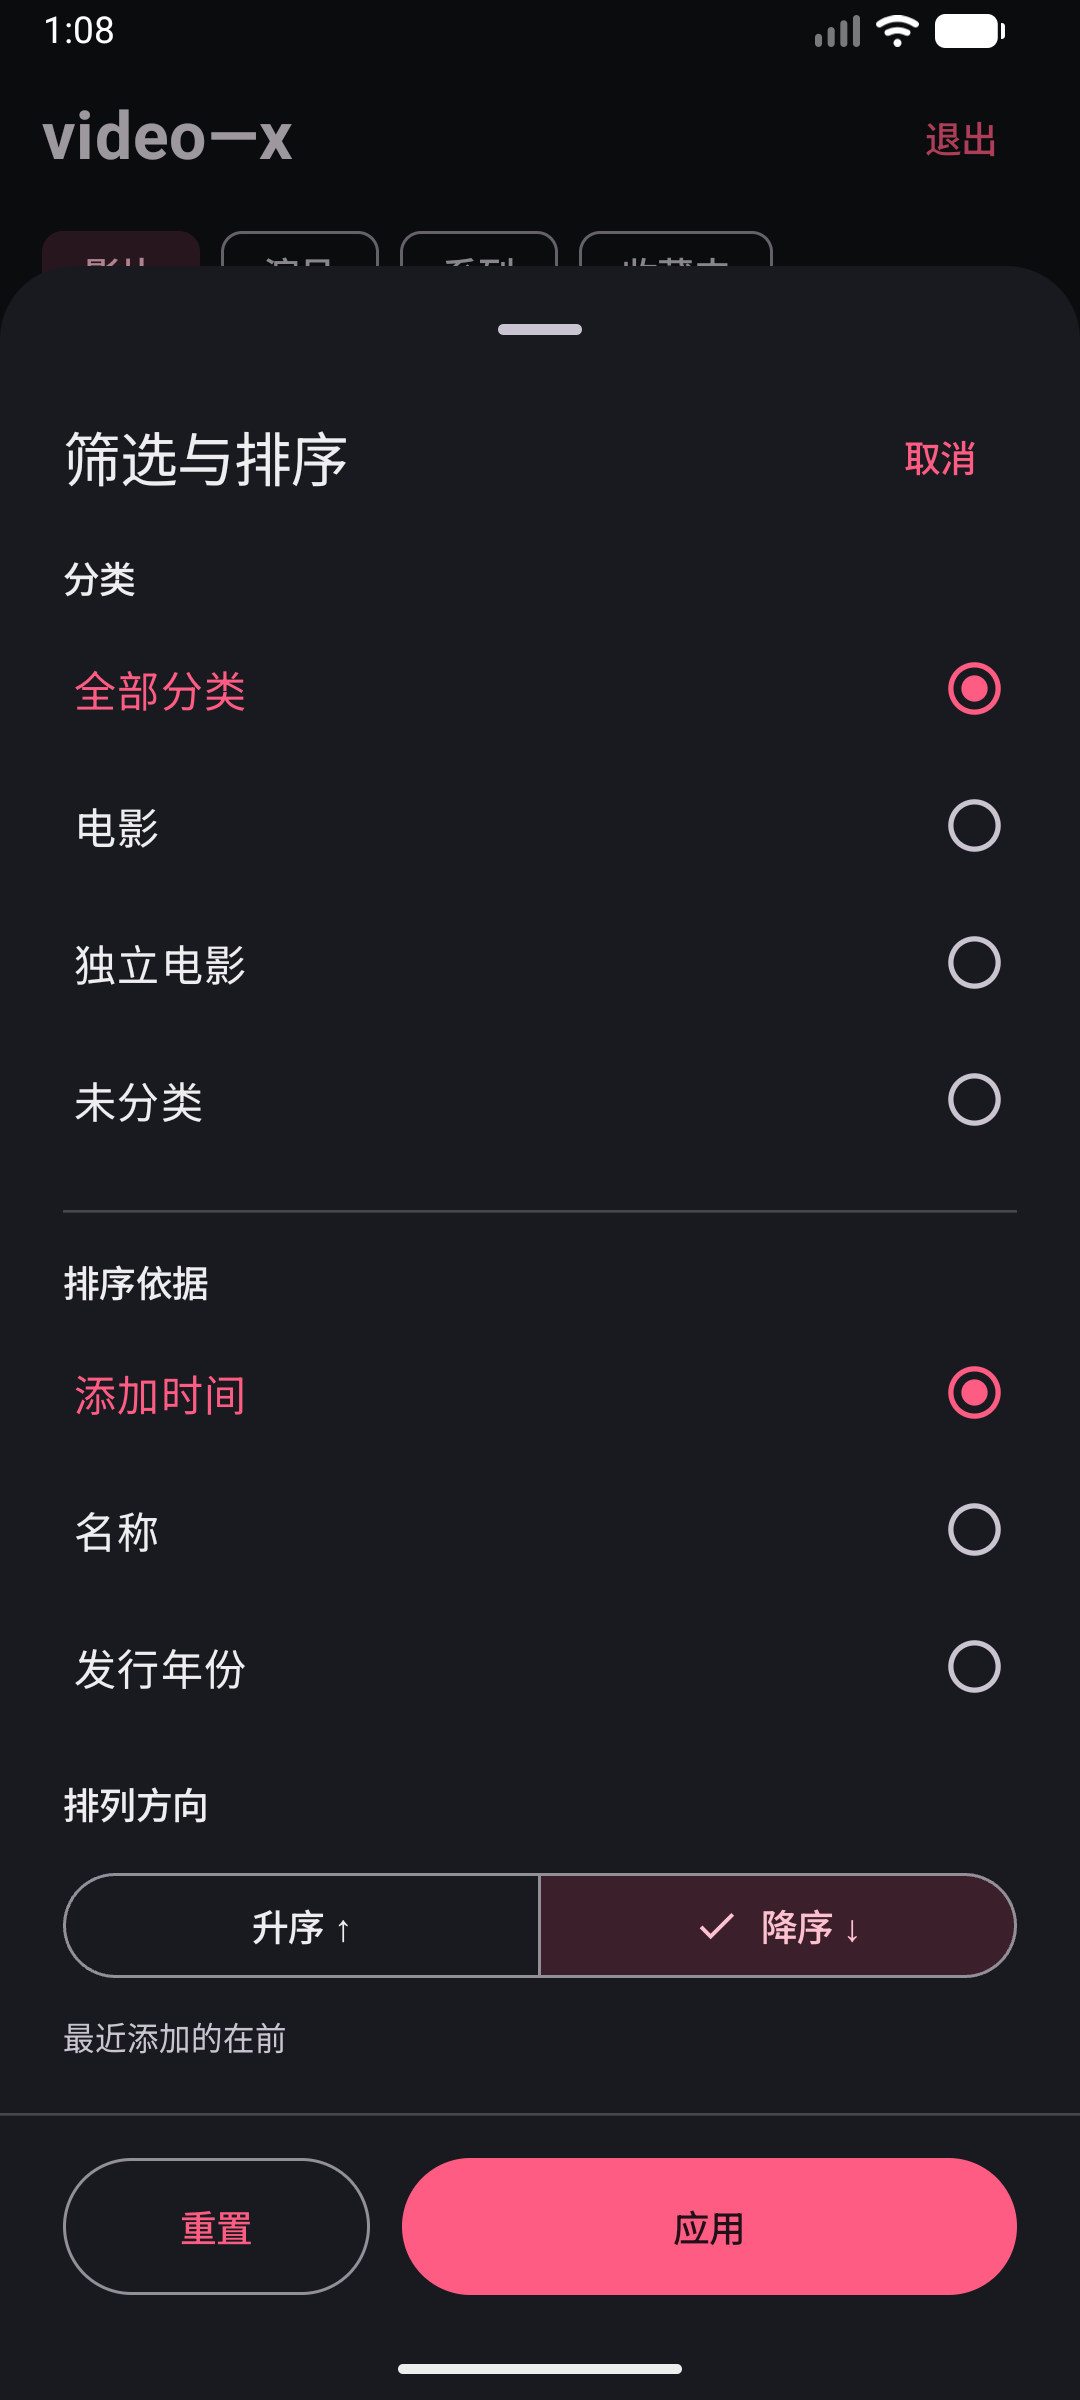 1:08
video—x
退出
筛选与排序
取消
分类
全部分类
电影
独立电影
未分类
排序依据
添加时间
名称
发行年份
排列方向
升序 ↑
降序 ↓
最近添加的在前
重置
应用